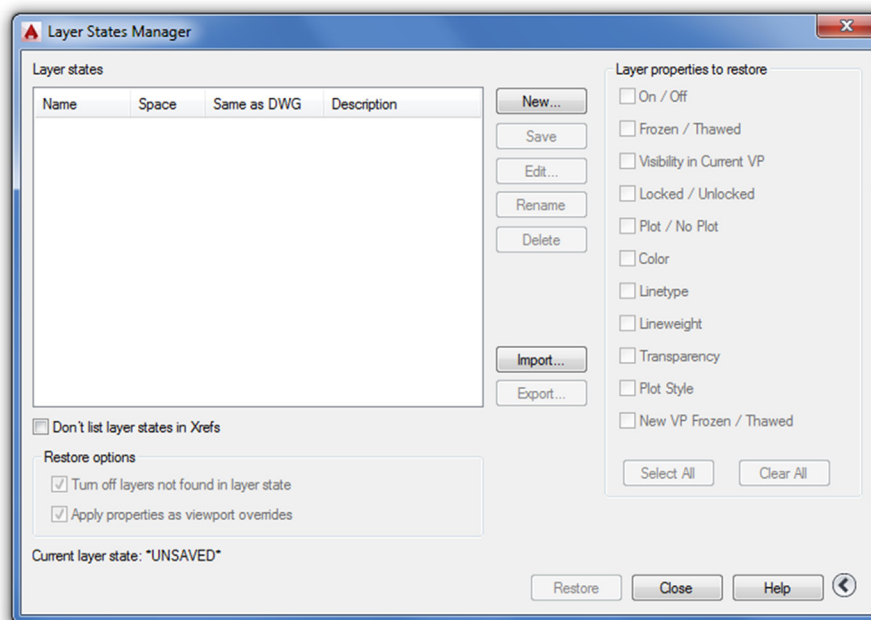 Layer States Manager
Layer states
Name Space Same as DWG Description
New...
Save
Edit...
Rename
Delete
Import...
Export...
Don't list layer states in Xrefs
Restore options
Turn off layers not found in layer state
Apply properties as viewport overrides
Current layer state: *UNSAVED*
Layer properties to restore
On / Off
Frozen / Thawed
Visibility in Current VP
Locked / Unlocked
Plot / No Plot
Color
Linetype
Lineweight
Transparency
Plot Style
New VP Frozen / Thawed
Select All Clear All
Restore Close Help